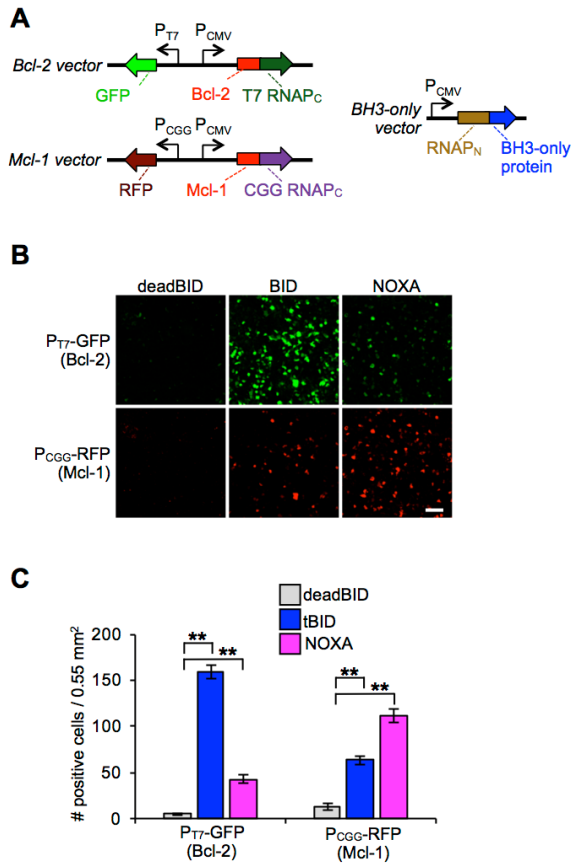 A
PT7 PCMV
Bcl-2 vector
GFP Bcl-2 T7 RNAPC
PCGG PCMV
Mcl-1 vector
RFP Mcl-1 CGG RNAPC
PCMV
BH3-only
vector
RNAPN BH3-only
protein
B
deadBID BID NOXA
PT7-GFP
(Bcl-2)
PCGG-RFP
(Mcl-1)
C
deadBID
tBID
NOXA
# positive cells / 0.55 mm2
200
150
100
50
0
** **
** **
PT7-GFP
(Bcl-2)
PCGG-RFP
(Mcl-1)